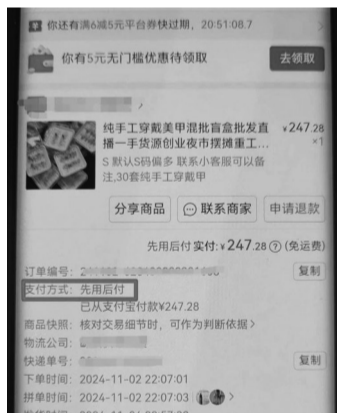 你还有满6减5元平台券快过期，20:51:08.7
你有5元无门槛优惠待领取
去领取
纯手工穿戴美甲混批盲盒批发直
播一手货源创业夜市摆摊重工...
¥247.28
×1
S 默认S码偏多 联系小客服可以备
注,30套纯手工穿戴甲
分享商品
联系商家
申请退款
先用后付 实付:¥247.28 (免运费)
订单编号:
复制
支付方式: 先用后付
已从支付宝付款¥247.28
商品快照: 核对交易细节时，可作为判断依据>
物流公司:
快递单号:
复制
下单时间: 2024-11-02 22:07:01
拼单时间: 2024-11-02 22:07:03